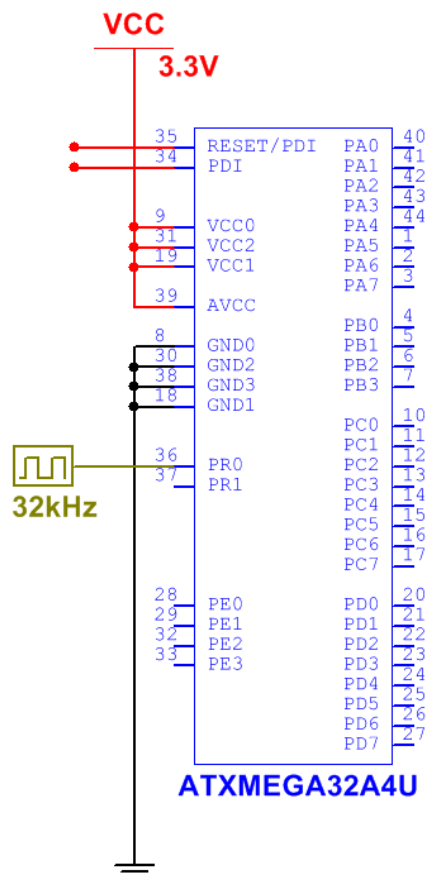 VCC
3.3V
35 RESET/PDI PA0 40
34 PDI PA1 41
PA2 42
PA3 43
9 VCC0 PA4 44
31 VCC2 PA5 1
19 VCC1 PA6 2
PA7 3
39 AVCC
PB0 4
8 GND0 PB1 5
30 GND2 PB2 6
38 GND3 PB3 7
18 GND1
PC0 10
PC1 11
36 PR0 PC2 12
37 PR1 PC3 13
32kHz
PC4 14
PC5 15
PC6 16
PC7 17
28 PE0 PD0 20
29 PE1 PD1 21
32 PE2 PD2 22
33 PE3 PD3 23
PD4 24
PD5 25
PD6 26
PD7 27
ATXMEGA32A4U